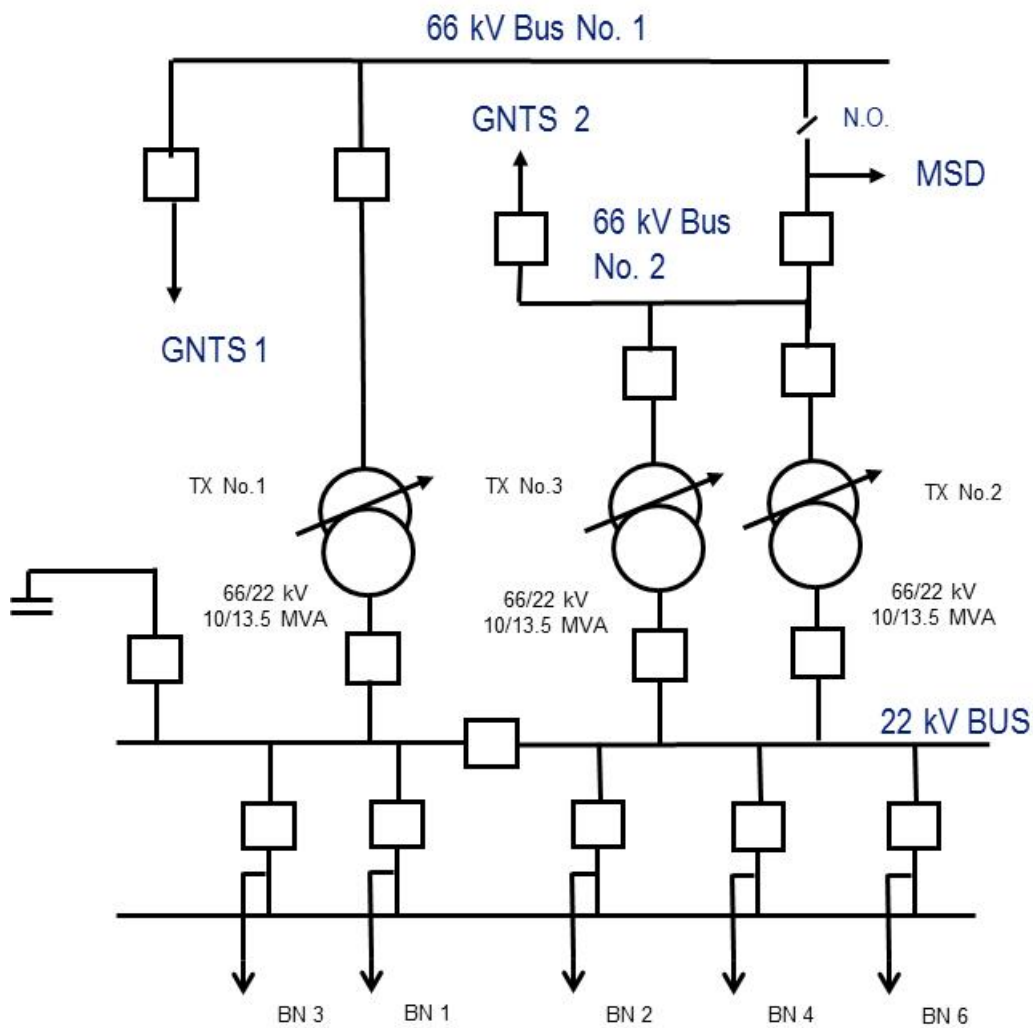 66 kV Bus No. 1
GNTS 2
N.O.
MSD
66 kV Bus
No. 2
GNTS 1
TX No.1
TX No.3
TX No.2
66/22 kV
10/13.5 MVA
66/22 kV
10/13.5 MVA
66/22 kV
10/13.5 MVA
22 kV BUS
BN 3
BN 1
BN 2
BN 4
BN 6